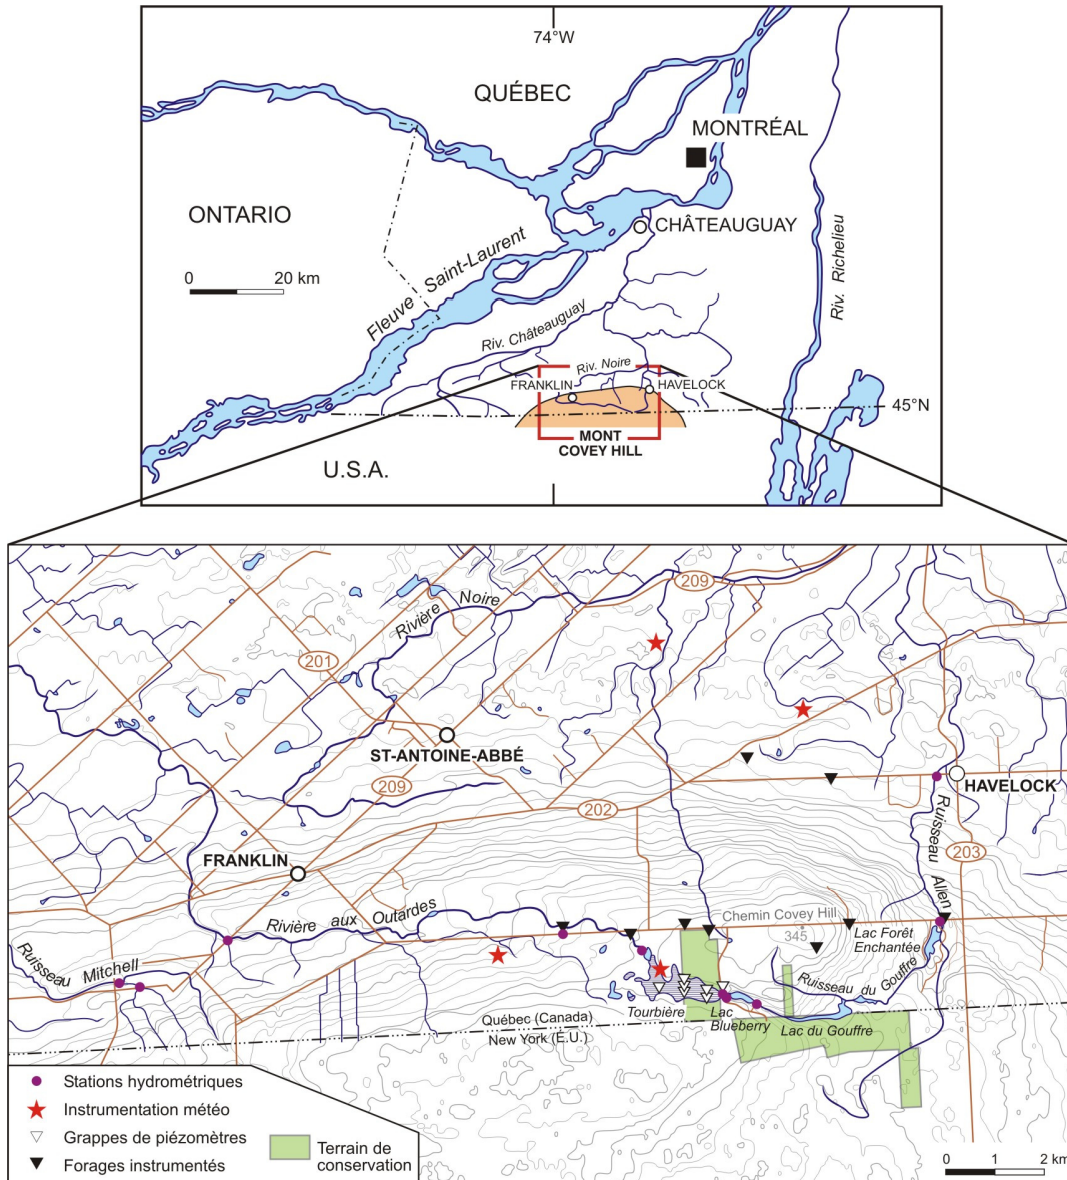 74°W
QUÉBEC
MONTRÉAL
ONTARIO
CHÂTEAUGUAY
0 20 km
Fleuve Saint-Laurent
Riv. Richelieu
Riv. Châteauguay
Riv. Noire
FRANKLIN
HAVELOCK
45°N
MONT
COVEY HILL
U.S.A.
209
Rivière Noire
201
ST-ANTOINE-ABBÉ
209
202
HAVELOCK
Ruisseau Allen
203
FRANKLIN
Rivière aux Outardes
Chemin Covey Hill
345
Lac Forêt
Enchantée
Ruisseau Mitchell
Ruisseau du Gouffre
Tourbière
Lac
Blueberry
Lac du Gouffre
Québec (Canada)
New York (E.U.)
Stations hydrométriques
Instrumentation météo
Grappes de piézomètres
Forages instrumentés
Terrain de
conservation
0 1 2 km